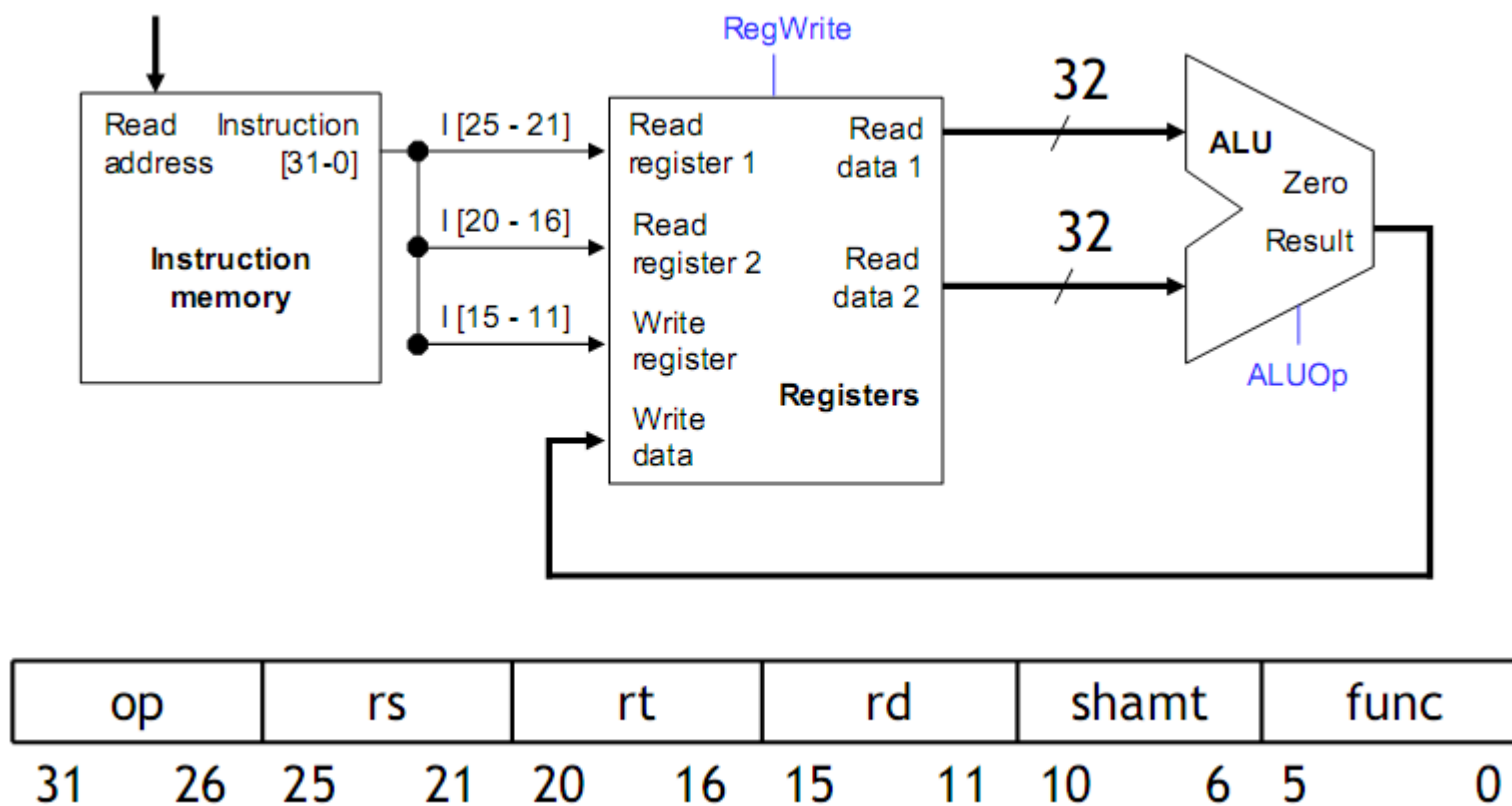 RegWrite
Read address
Instruction [31-0]
Instruction memory
I [25 - 21]
I [20 - 16]
I [15 - 11]
Read register 1
Read register 2
Write register
Write data
Read data 1
Read data 2
Registers
32
32
ALU
Zero
Result
ALUOp
op rs rt rd shamt func
31 26 25 21 20 16 15 11 10 6 5 0